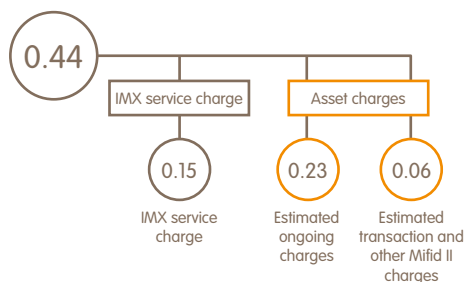 0.44
IMX service charge
Asset charges
0.15
0.23
0.06
IMX service
charge
Estimated
ongoing
charges
Estimated
transaction and
other Mifid II
charges